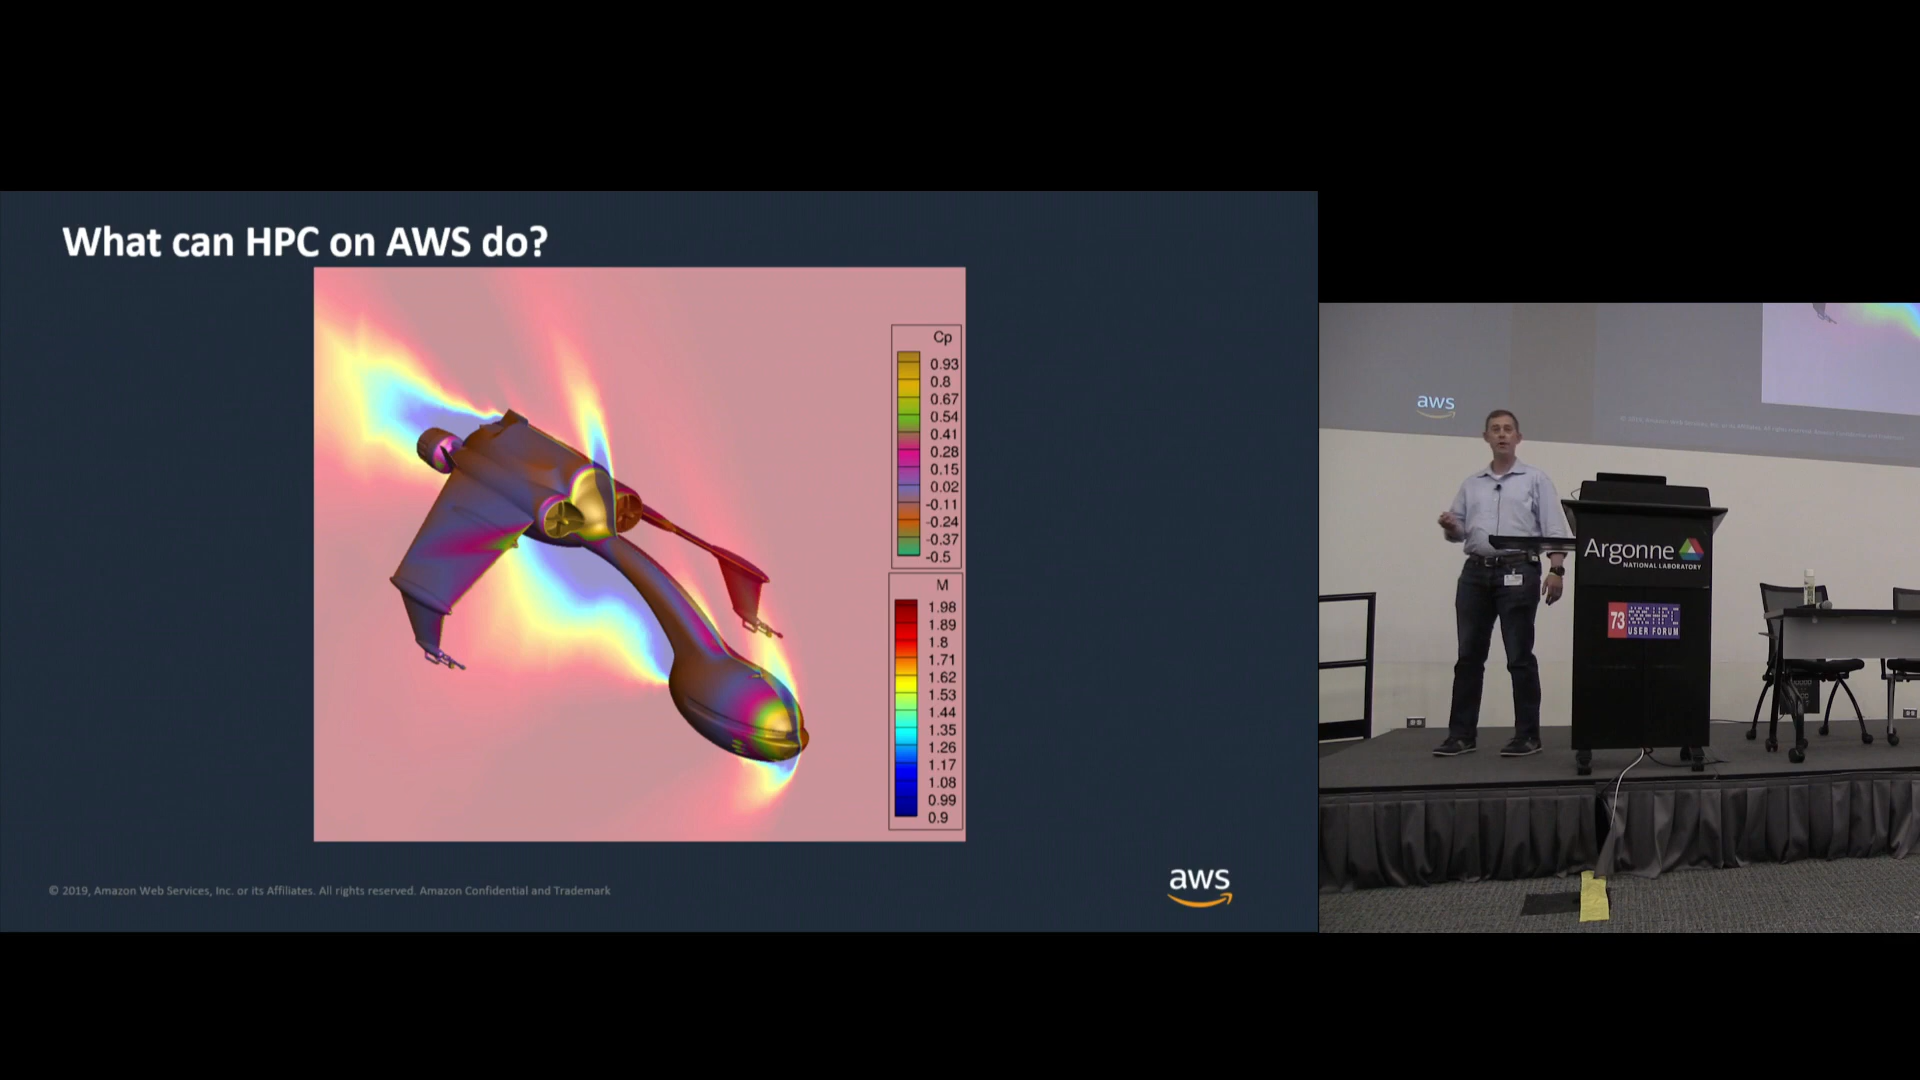 What can HPC on AWS do?
Cp
0.93
0.8
0.67
0.54
0.41
0.28
0.15
0.02
-0.11
-0.24
-0.37
-0.5
M
1.98
1.89
1.8
1.71
1.62
1.53
1.44
1.35
1.26
1.17
1.08
0.99
0.9
© 2019, Amazon Web Services, Inc. or its Affiliates. All rights reserved. Amazon Confidential and Trademark
aws
aws
Argonne
NATIONAL LABORATORY
73
USER FORUM